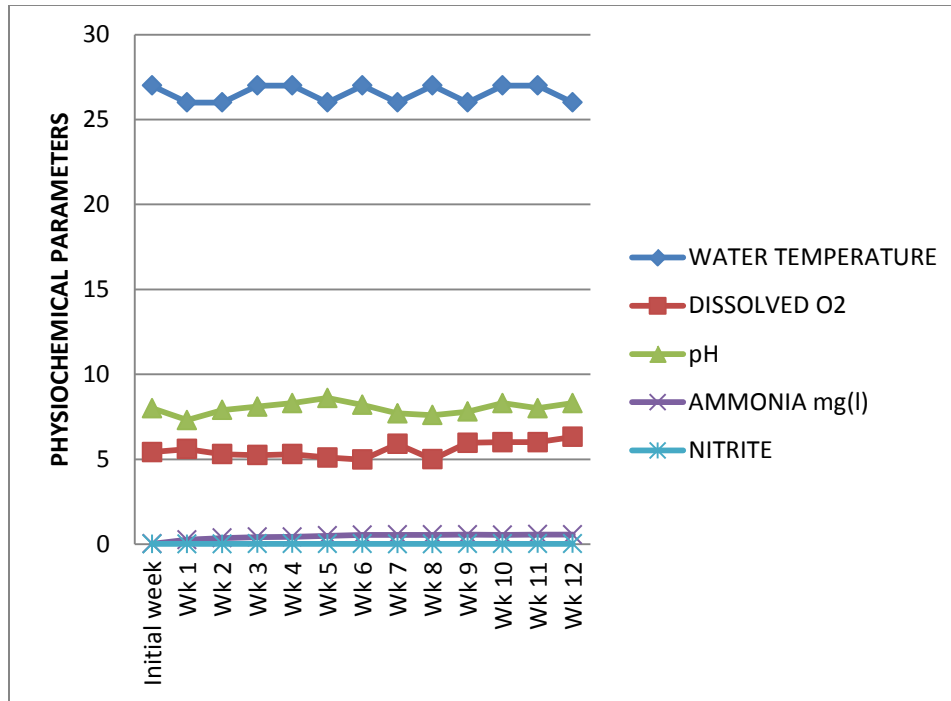 30
25
20
15
10
5
0
PHYSIOCHEMICAL PARAMETERS
Initial week
Wk 1
Wk 2
Wk 3
Wk 4
Wk 5
Wk 6
Wk 7
Wk 8
Wk 9
Wk 10
Wk 11
Wk 12
WATER TEMPERATURE
DISSOLVED O2
pH
AMMONIA mg(l)
NITRITE